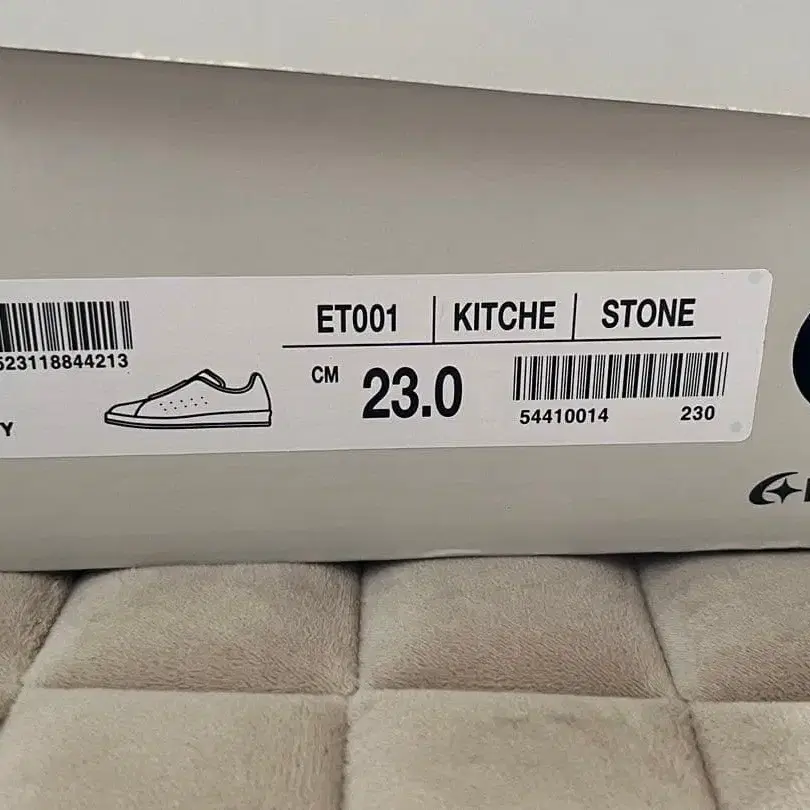 523118844213
Y
ET001 KITCHE STONE
CM 23.0
54410014 230